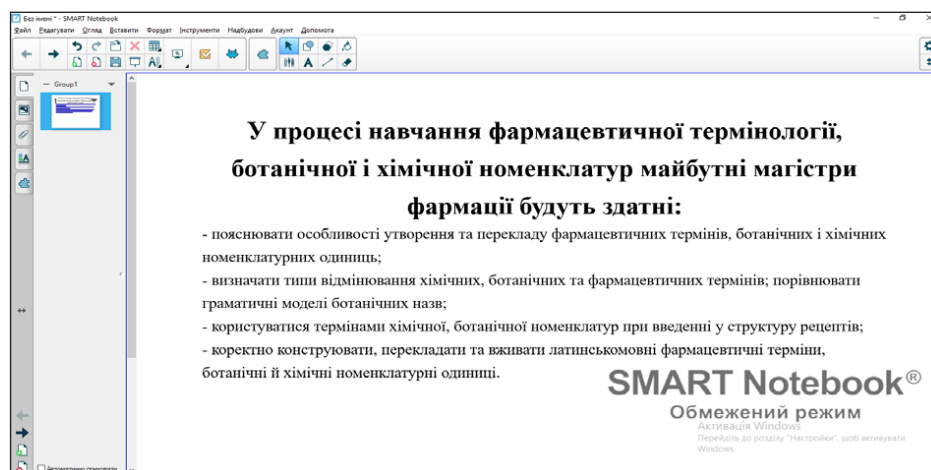 Без імені * - SMART Notebook
Файл Редагувати Огляд Вставити Формат Інструменти Надбудови Акаунт Допомога
Group1
У процесі навчання фармацевтичної термінології,
ботанічної і хімічної номенклатур майбутні магістри
фармації будуть здатні:
- пояснювати особливості утворення та перекладу фармацевтичних термінів, ботанічних і хімічних
номенклатурних одиниць;
- визначати типи відмінювання хімічних, ботанічних та фармацевтичних термінів; порівнювати
граматичні моделі ботанічних назв;
- користуватися термінами хімічної, ботанічної номенклатур при введенні у структуру рецептів;
- коректно конструювати, перекладати та вживати латинськомовні фармацевтичні терміни,
ботанічні й хімічні номенклатурні одиниці.
SMART Notebook®
Обмежений режим
Активація Windows
Перейдіть до розділу "Настройки", щоб активувати
Windows.
Автоматично приховати